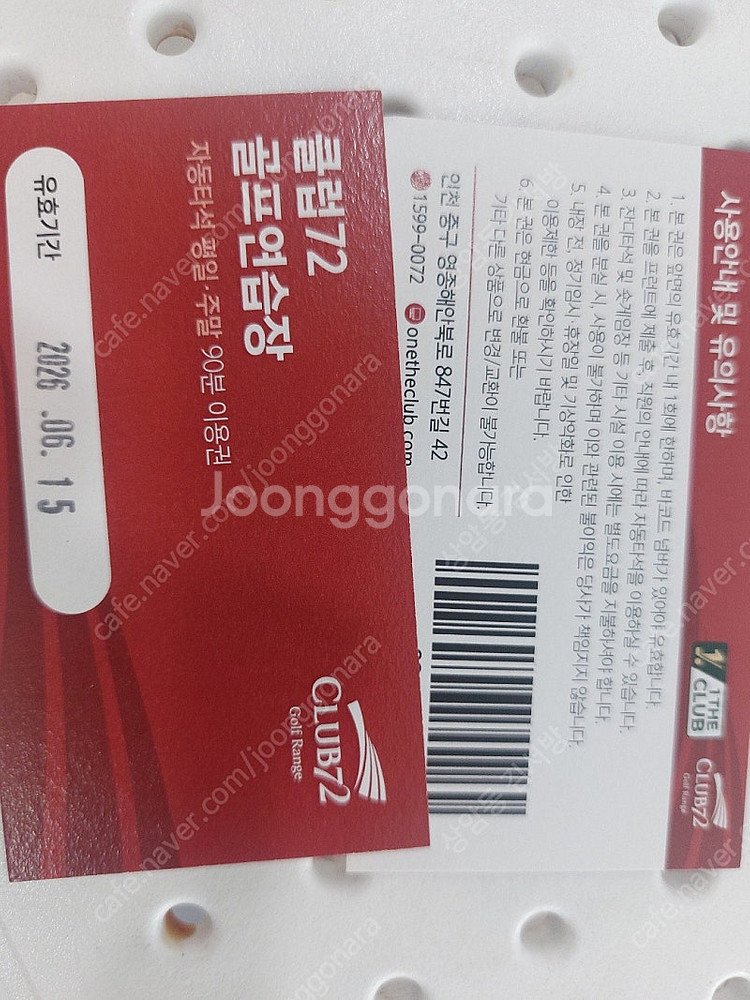 클럽72
골프연습장
자동타석 평일·주말 90분 이용권
유효기간
2026 .06. 15
CLUB72
Golf Range
사용안내 및 유의사항
1. 본 권은 앞면의 유효기간 내 1회에 한하며, 바코드 넘버가 있어야 유효합니다.
2. 본 권을 프런트에 제출 후, 직원의 안내에 따라 자동타석을 이용하실 수 있습니다.
3. 잔디타석 및 숏게임장 등 기타 시설 이용 시에는 별도요금을 지불하셔야 합니다.
4. 본 권을 분실 시, 사용이 불가하며 이와 관련된 불이익은 당사가 책임지지 않습니다.
5. 내장 전, 정기/임시 휴장일 및 기상악화로 인한
이용제한 등을 확인하시기 바랍니다.
6. 본 권은 현금으로 환불 또는
기타 다른 상품으로 변경 교환이 불가능합니다.
인천 중구 영종해안북로 847번길 42
1599-0072 onetheclub.com
1THE
CLUB
CLUB72
Golf Range
Joonggonara
cafe.naver.com/joonggonara